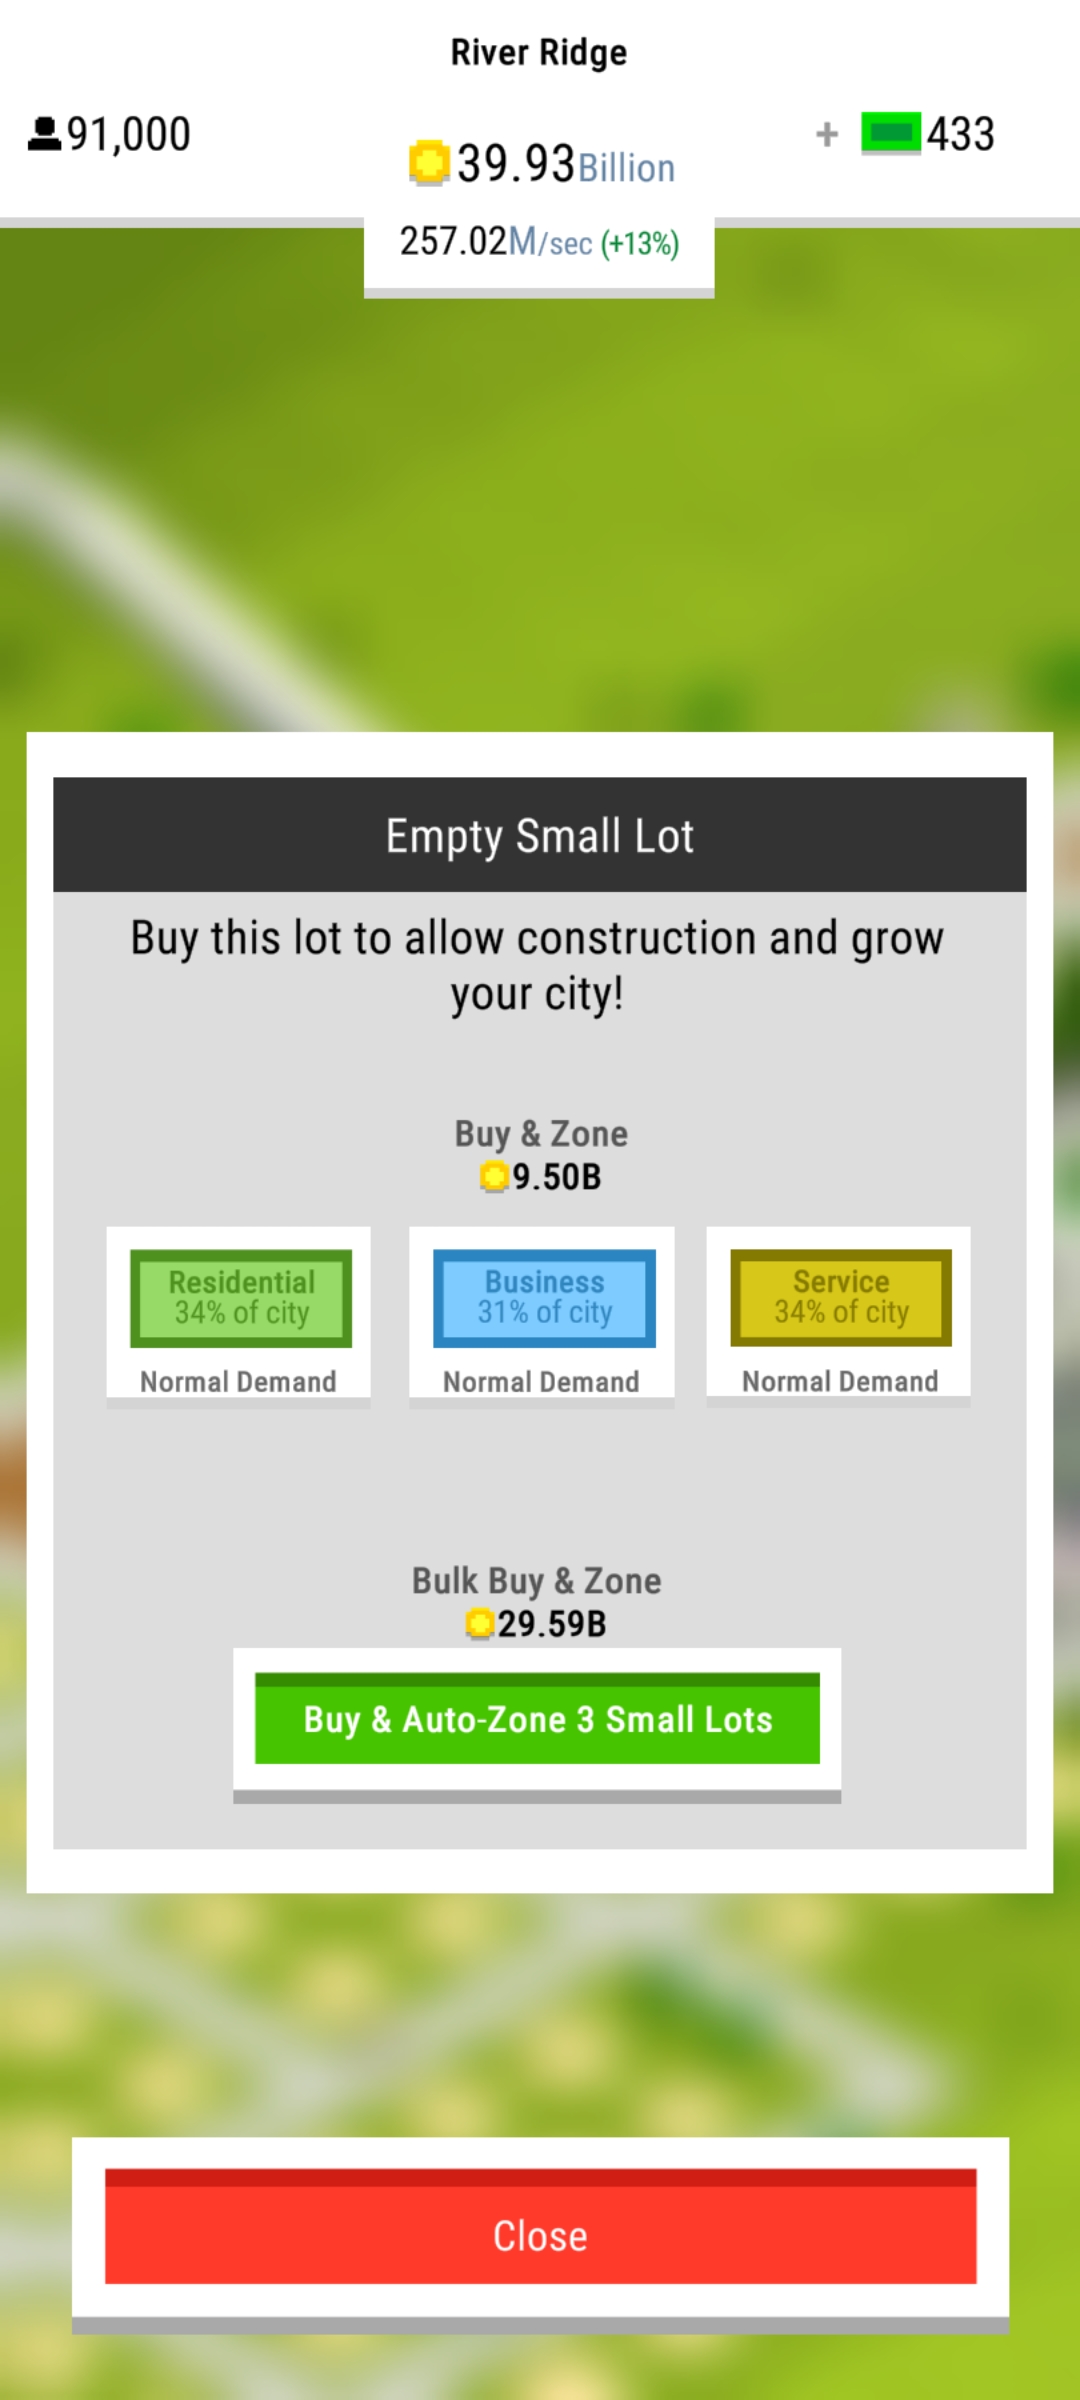 River Ridge
91,000
39.93Billion
+ 433
257.02M/sec (+13%)
Empty Small Lot
Buy this lot to allow construction and grow
your city!
Buy & Zone
9.50B
Residential
34% of city
Normal Demand
Business
31% of city
Normal Demand
Service
34% of city
Normal Demand
Bulk Buy & Zone
29.59B
Buy & Auto-Zone 3 Small Lots
Close